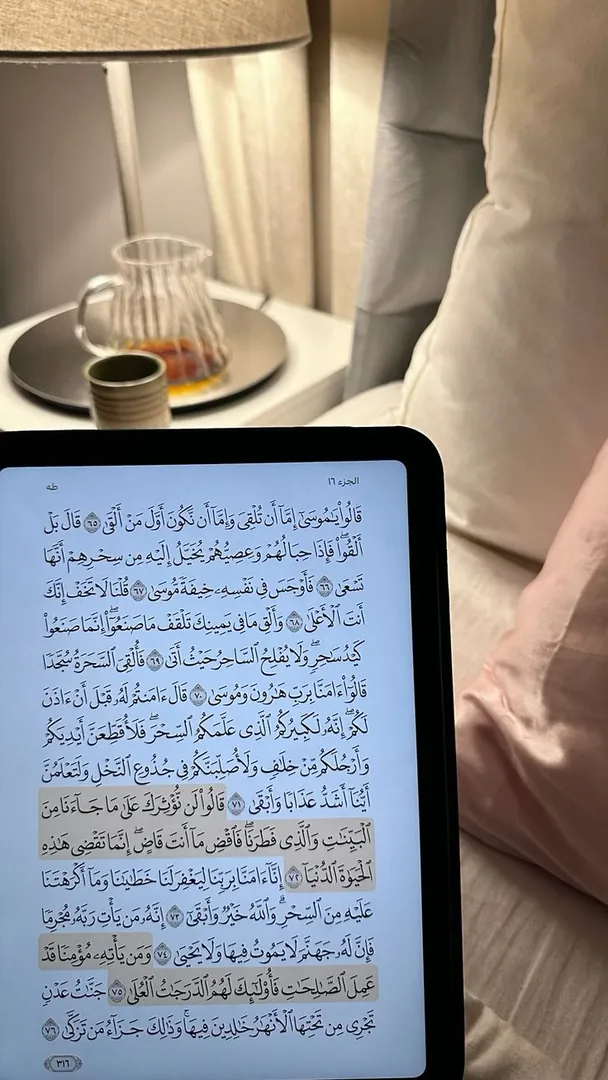 الجزء ١٦
طه
قَالُواْ يَٰمُوسَىٰٓ إِمَّآ أَن تُلْقِىَ وَإِمَّآ أَن نَّكُونَ أَوَّلَ مَنْ أَلْقَىٰ ٦٥ قَالَ بَلْ
أَلْقُواْۖ فَإِذَا حِبَالُهُمْ وَعِصِيُّهُمْ يُخَيَّلُ إِلَيْهِ مِن سِحْرِهِمْ أَنَّهَا
تَسْعَىٰ ٦٦ فَأَوْجَسَ فِى نَفْسِهِۦ خِيفَةً مُّوسَىٰ ٦٧ قُلْنَا لَا تَخَفْ إِنَّكَ
أَنتَ ٱلْأَعْلَىٰ ٦٨ وَأَلْقِ مَا فِى يَمِينِكَ تَلْقَفْ مَا صَنَعُوٓاْۖ إِنَّمَا صَنَعُواْ
كَيْدُ سَٰحِرٍۖ وَلَا يُفْلِحُ ٱلسَّاحِرُ حَيْثُ أَتَىٰ ٦٩ فَأُلْقِىَ ٱلسَّحَرَةُ سُجَّدًا
قَالُوٓاْ ءَامَنَّا بِرَبِّ هَٰرُونَ وَمُوسَىٰ ٧٠ قَالَ ءَامَنتُمْ لَهُۥ قَبْلَ أَنْ ءَاذَنَ
لَكُمْۖ إِنَّهُۥ لَكَبِيرُكُمُ ٱلَّذِى عَلَّمَكُمُ ٱلسِّحْرَۖ فَلَأُقَطِّعَنَّ أَيْدِيَكُمْ
وَأَرْجُلَكُم مِّنْ خِلَٰفٍ وَلَأُصَلِّبَنَّكُمْ فِى جُذُوعِ ٱلنَّخْلِ وَلَتَعْلَمُنَّ
أَيُّنَآ أَشَدُّ عَذَابًا وَأَبْقَىٰ ٧١ قَالُواْ لَن نُّؤْثِرَكَ عَلَىٰ مَا جَآءَنَا مِنَ
ٱلْبَيِّنَٰتِ وَٱلَّذِى فَطَرَنَاۖ فَٱقْضِ مَآ أَنتَ قَاضٍۖ إِنَّمَا تَقْضِى هَٰذِهِ
ٱلْحَيَوٰةَ ٱلدُّنْيَآ ٧٢ إِنَّآ ءَامَنَّا بِرَبِّنَا لِيَغْفِرَ لَنَا خَطَٰيَٰنَا وَمَآ أَكْرَهْتَنَا
عَلَيْهِ مِنَ ٱلسِّحْرِۗ وَٱللَّهُ خَيْرٌ وَأَبْقَىٰٓ ٧٣ إِنَّهُۥ مَن يَأْتِ رَبَّهُۥ مُجْرِمًا
فَإِنَّ لَهُۥ جَهَنَّمَ لَا يَمُوتُ فِيهَا وَلَا يَحْيَىٰ ٧٤ وَمَن يَأْتِهِۦ مُؤْمِنًا قَدْ
عَمِلَ ٱلصَّٰلِحَٰتِ فَأُوْلَٰٓئِكَ لَهُمُ ٱلدَّرَجَٰتُ ٱلْعُلَىٰ ٧٥ جَنَّٰتُ عَدْنٍ
تَجْرِى مِن تَحْتِهَا ٱلْأَنْهَٰرُ خَٰلِدِينَ فِيهَاۚ وَذَٰلِكَ جَزَآءُ مَن تَزَكَّىٰ ٧٦
٣١٦